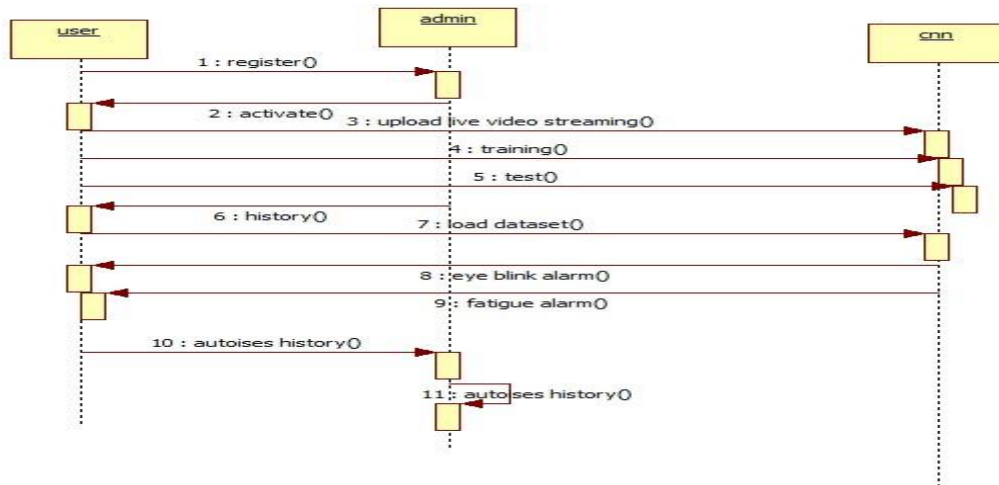 user
admin
cnn
1 : register()
2 : activate()
3 : upload live video streaming()
4 : training()
5 : test()
6 : history()
7 : load dataset()
8 : eye blink alarm()
9 : fatigue alarm()
10 : autoises history()
11 : autoises history()